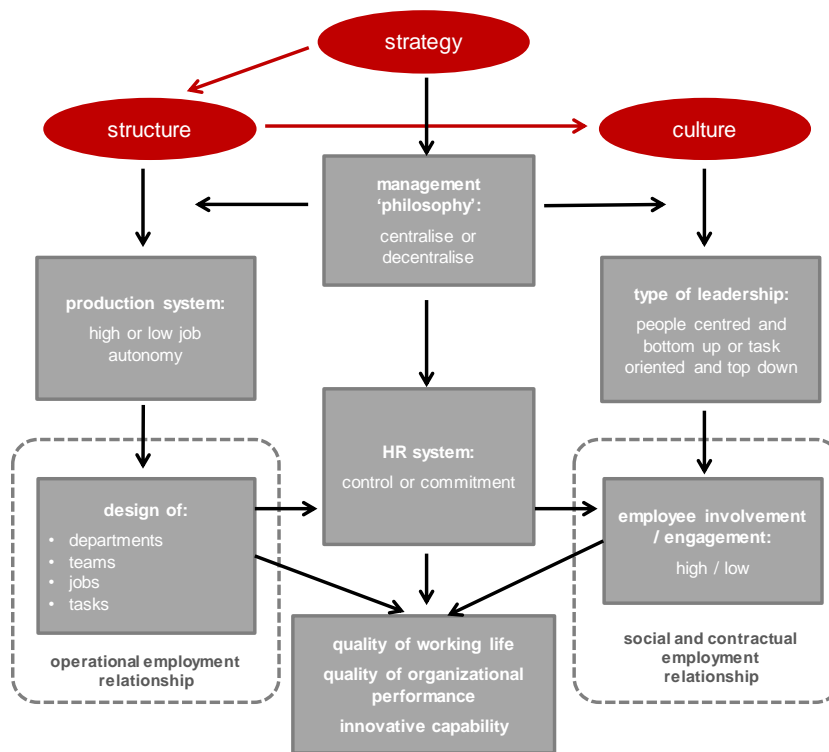 strategy
structure
culture
management
‘philosophy’:
centralise or
decentralise
production system:
high or low job
autonomy
type of leadership:
people centred and
bottom up or task
oriented and top down
HR system:
control or commitment
design of:
• departments
• teams
• jobs
• tasks
employee involvement
/ engagement:
high / low
operational employment
relationship
quality of working life
quality of organizational
performance
innovative capability
social and contractual
employment
relationship